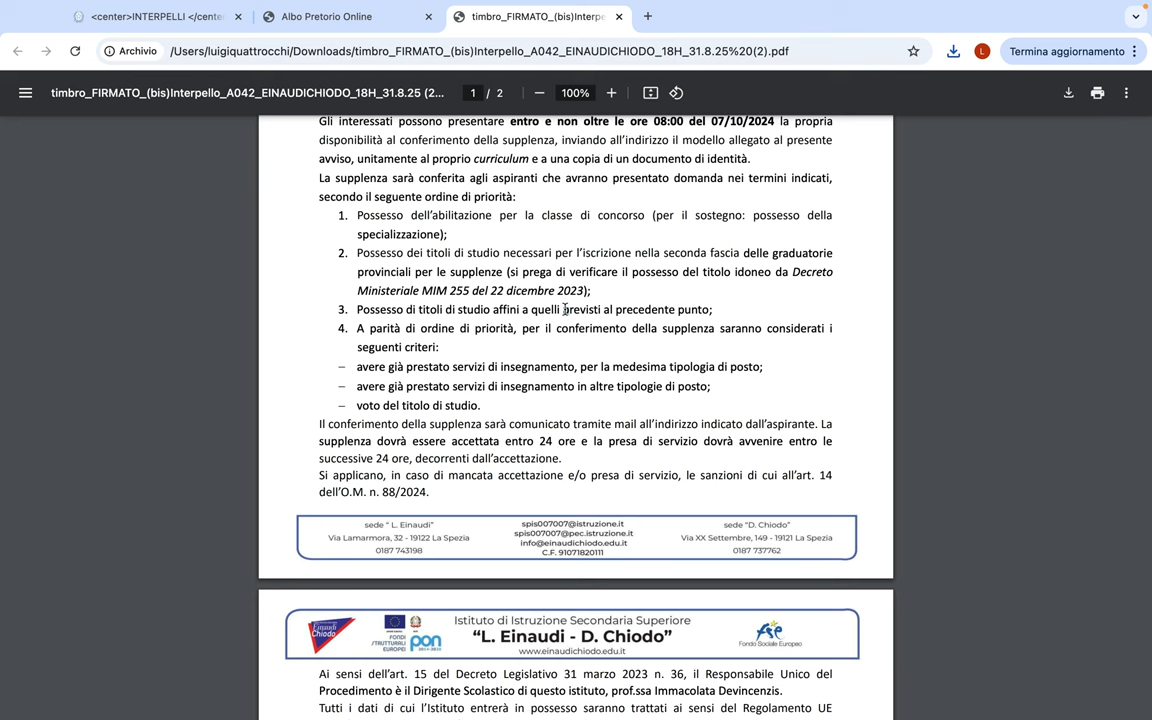 <center>INTERPELLI </cente
Albo Pretorio Online
timbro_FIRMATO_(bis)Interpe
Archivio
/Users/luigiquattrocchi/Downloads/timbro_FIRMATO_(bis)Interpello_A042_EINAUDICHIODO_18H_31.8.25%20(2).pdf
L
Termina aggiornamento
timbro_FIRMATO_(bis)Interpello_A042_EINAUDICHIODO_18H_31.8.25 (2...
1 / 2
100%
Gli interessati possono presentare entro e non oltre le ore 08:00 del 07/10/2024 la propria
disponibilità al conferimento della supplenza, inviando all’indirizzo il modello allegato al presente
avviso, unitamente al proprio curriculum e a una copia di un documento di identità.
La supplenza sarà conferita agli aspiranti che avranno presentato domanda nei termini indicati,
secondo il seguente ordine di priorità:
1. Possesso dell’abilitazione per la classe di concorso (per il sostegno: possesso della
specializzazione);
2. Possesso dei titoli di studio necessari per l’iscrizione nella seconda fascia delle graduatorie
provinciali per le supplenze (si prega di verificare il possesso del titolo idoneo da Decreto
Ministeriale MIM 255 del 22 dicembre 2023);
3. Possesso di titoli di studio affini a quelli previsti al precedente punto;
4. A parità di ordine di priorità, per il conferimento della supplenza saranno considerati i
seguenti criteri:
– avere già prestato servizi di insegnamento, per la medesima tipologia di posto;
– avere già prestato servizi di insegnamento in altre tipologie di posto;
– voto del titolo di studio.
Il conferimento della supplenza sarà comunicato tramite mail all’indirizzo indicato dall’aspirante. La
supplenza dovrà essere accettata entro 24 ore e la presa di servizio dovrà avvenire entro le
successive 24 ore, decorrenti dall’accettazione.
Si applicano, in caso di mancata accettazione e/o presa di servizio, le sanzioni di cui all’art. 14
dell’O.M. n. 88/2024.
sede “ L. Einaudi”
Via Lamarmora, 32 - 19122 La Spezia
0187 743198
spis007007@istruzione.it
spis007007@pec.istruzione.it
info@einaudichiodo.edu.it
C.F. 91071820111
sede “D. Chiodo”
Via XX Settembre, 149 - 19121 La Spezia
0187 737762
Einaudi
Chiodo
FONDI
STRUTTURALI
EUROPEI
pon
Istituto di Istruzione Secondaria Superiore
“L. Einaudi - D. Chiodo”
www.einaudichiodo.edu.it
fse
Fondo Sociale Europeo
Ai sensi dell’art. 15 del Decreto Legislativo 31 marzo 2023 n. 36, il Responsabile Unico del
Procedimento è il Dirigente Scolastico di questo istituto, prof.ssa Immacolata Devincenzis.
Tutti i dati di cui l’Istituto entrerà in possesso saranno trattati ai sensi del Regolamento UE